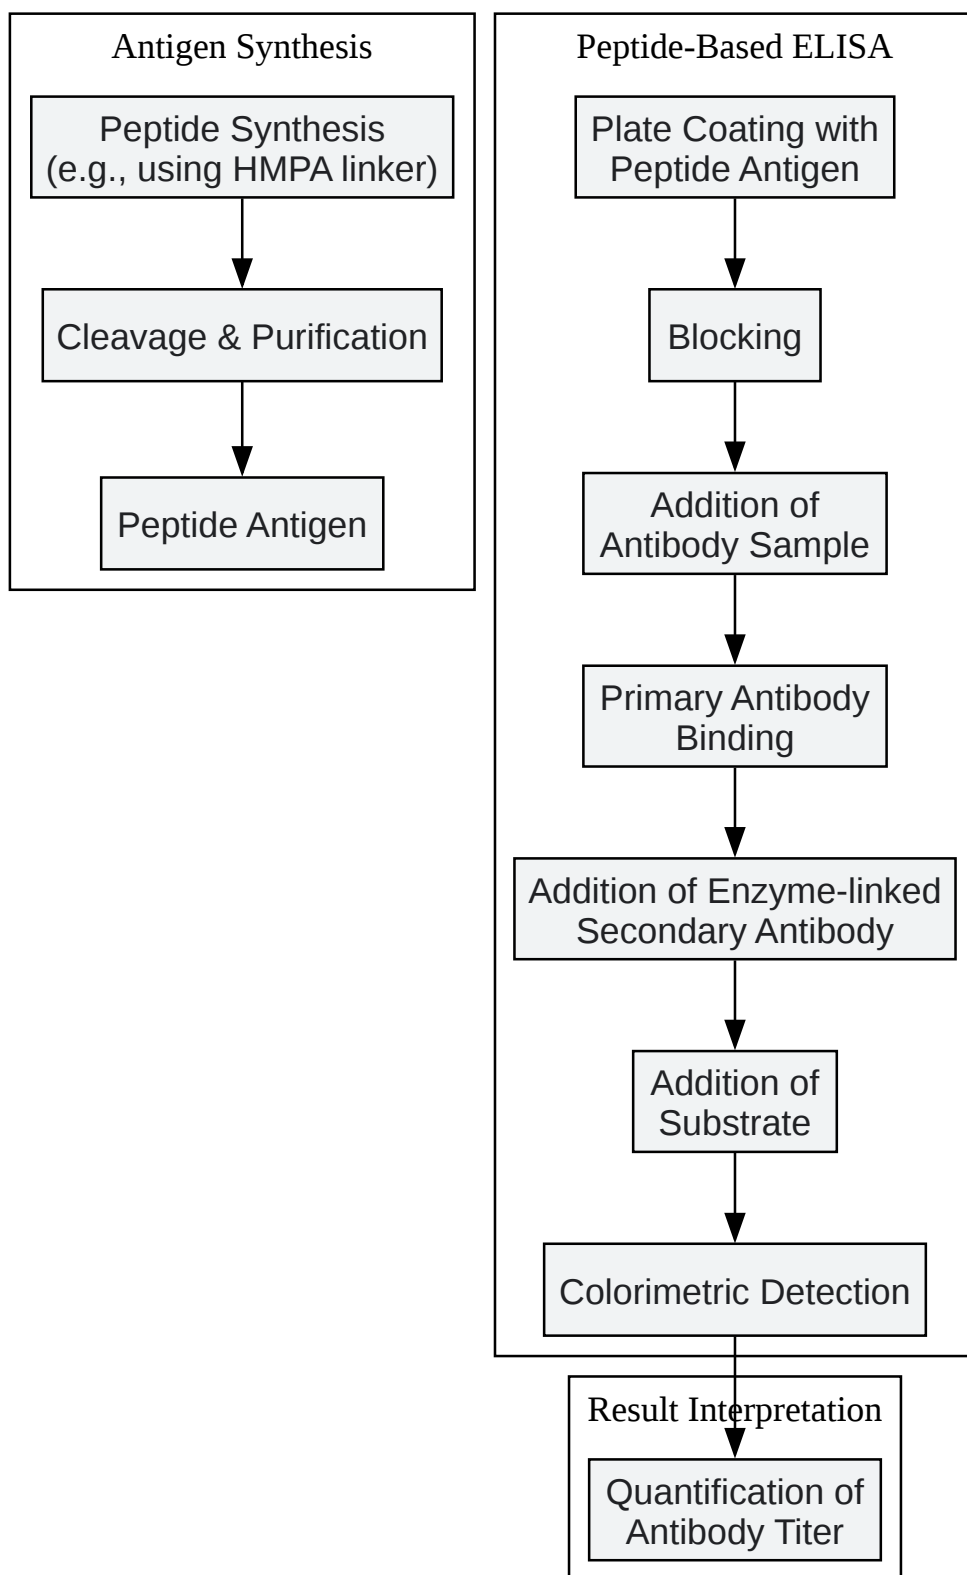 Antigen Synthesis
Peptide Synthesis
(e.g., using HMPA linker)
Cleavage & Purification
Peptide Antigen
Peptide-Based ELISA
Plate Coating with
Peptide Antigen
Blocking
Addition of
Antibody Sample
Primary Antibody
Binding
Addition of Enzyme-linked
Secondary Antibody
Addition of
Substrate
Colorimetric Detection
Result Interpretation
Quantification of
Antibody Titer